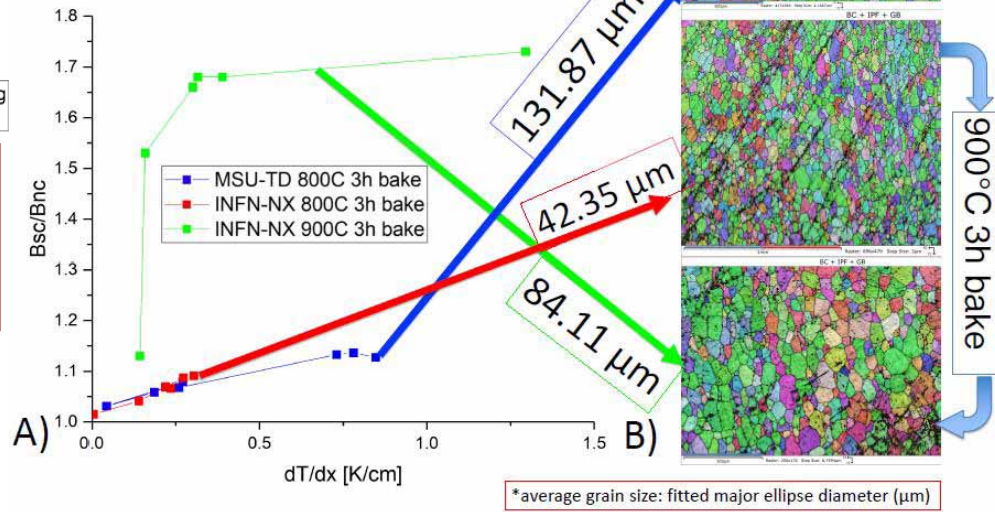 1.8
1.7
1.6
1.5
1.4
1.3
1.2
1.1
1.0
Bsc/Bnc
0.0
0.5
1.0
1.5
dT/dx [K/cm]
A)
MSU-TD 800C 3h bake
INFN-NX 800C 3h bake
INFN-NX 900C 3h bake
131.87 µm
42.35 µm
84.11 µm
B)
BC + IPF + GB
BC + IPF + GB
900°C 3h bake
*average grain size: fitted major ellipse diameter (µm)